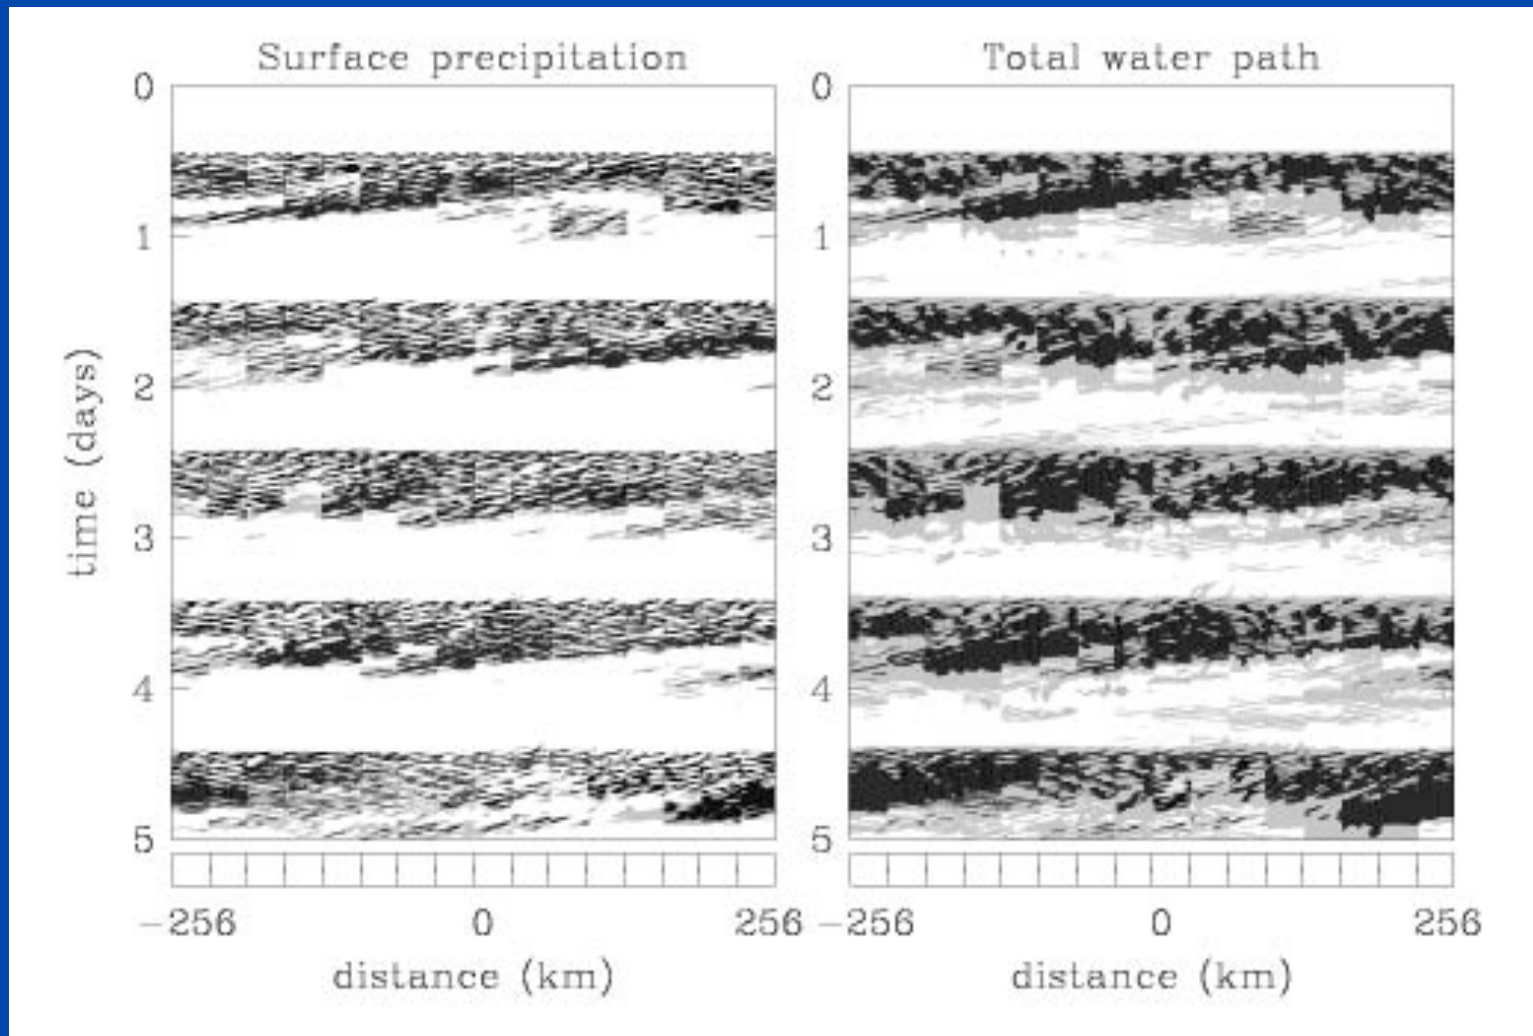 Surface precipitation
0
1
2
3
4
5
time (days)
-256 0 256
distance (km)
Total water path
0
1
2
3
4
5
-256 0 256
distance (km)